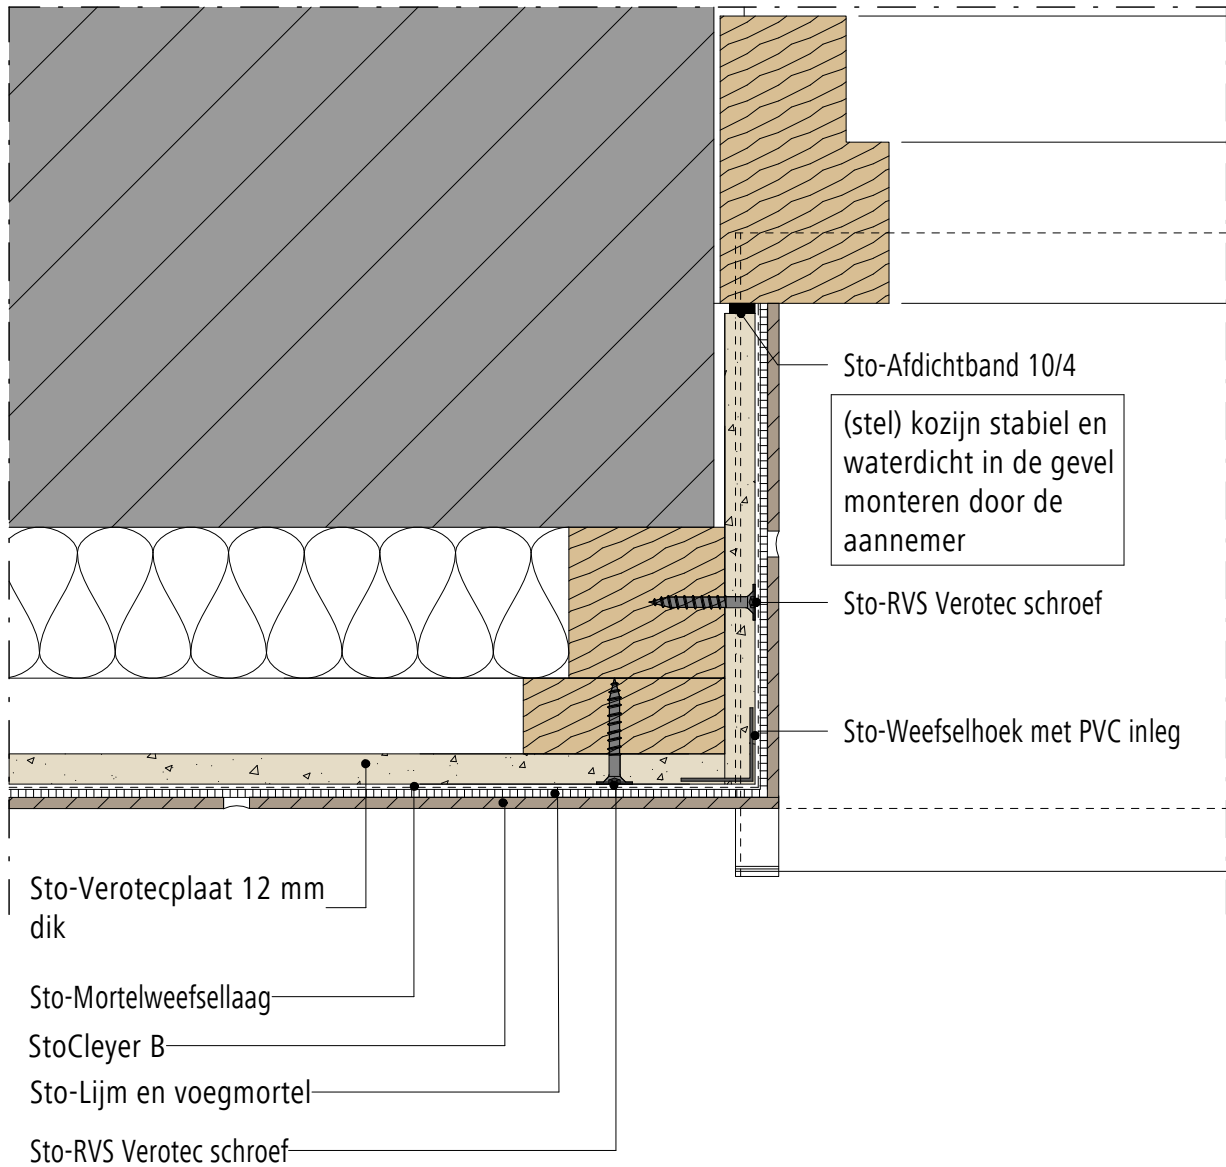 Sto-Afdichtband 10/4
(stel) kozijn stabiel en
waterdicht in de gevel
monteren door de
aannemer
Sto-RVS Verotec schroef
Sto-Weefselhoek met PVC inleg
Sto-Verotecplaat 12 mm
dik
Sto-Mortelweefsellaag
StoCleyer B
Sto-Lijm en voegmortel
Sto-RVS Verotec schroef